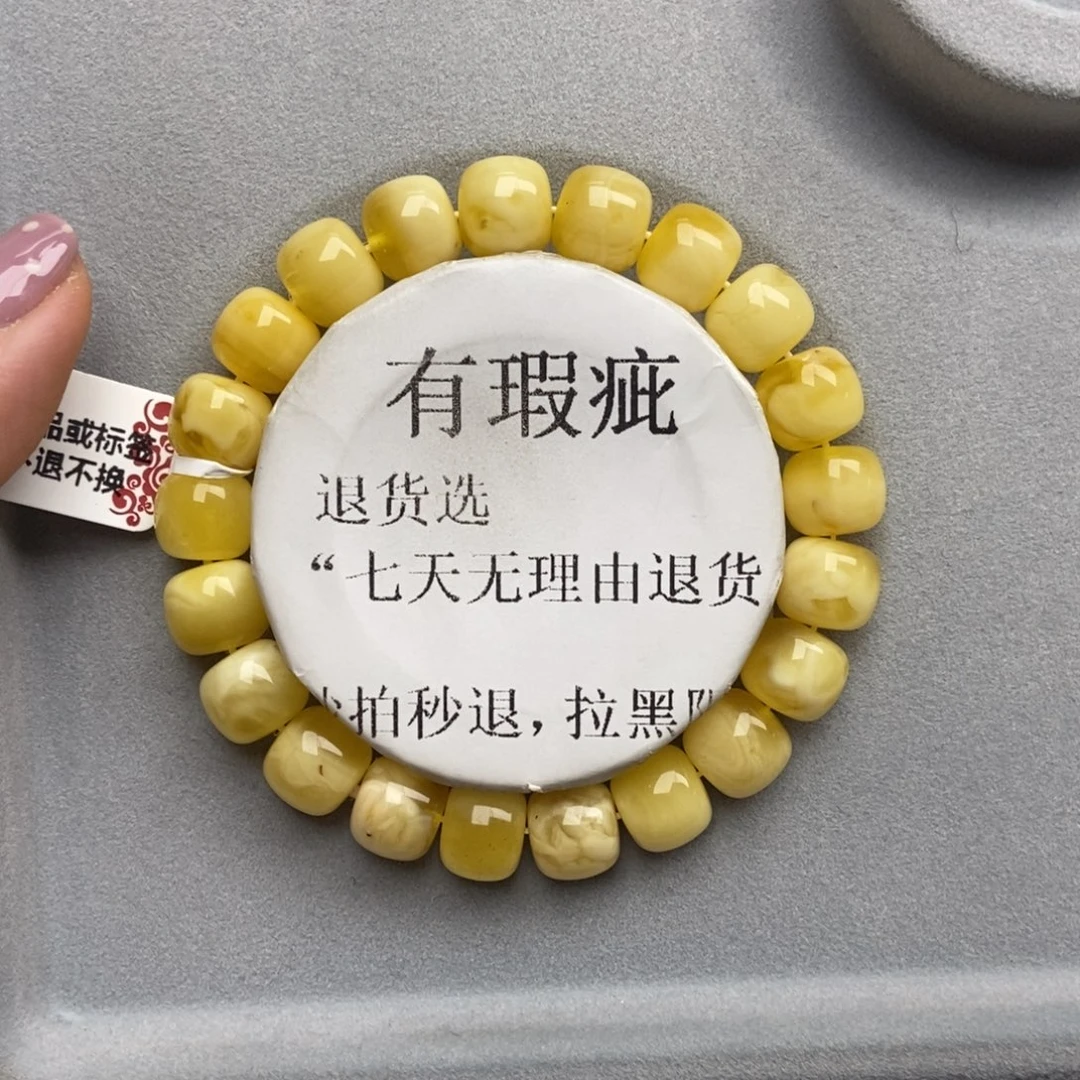 有瑕疵
退货选
“七天无理由退货
拍秒退，拉黑
品或标签
退不换